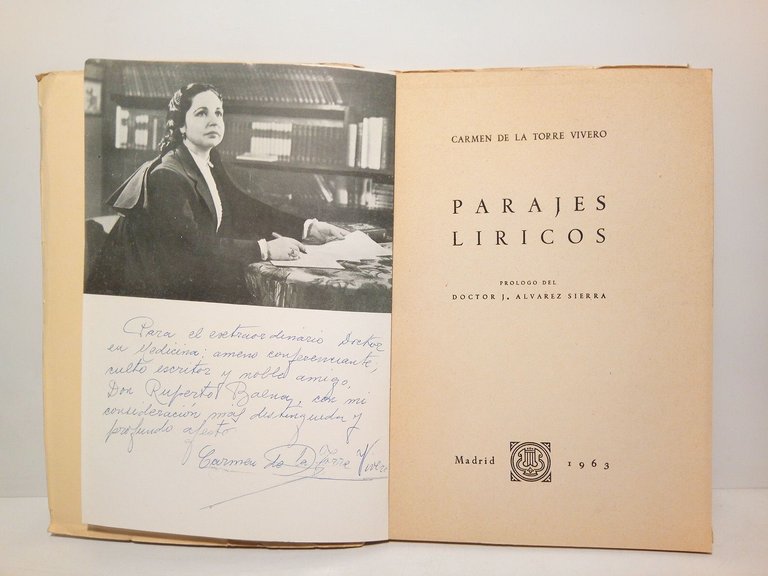 Para el extraordinario Doctor
en Medicina; ameno conferenciante,
culto escritor y noble amigo,
Don Ruperto Baena, con mi
consideración más distinguida y
profundo afecto
Carmen de la Torre Vivero
CARMEN DE LA TORRE VIVERO
PARAJES
LIRICOS
PROLOGO DEL
DOCTOR J. ALVAREZ SIERRA
Madrid 1963